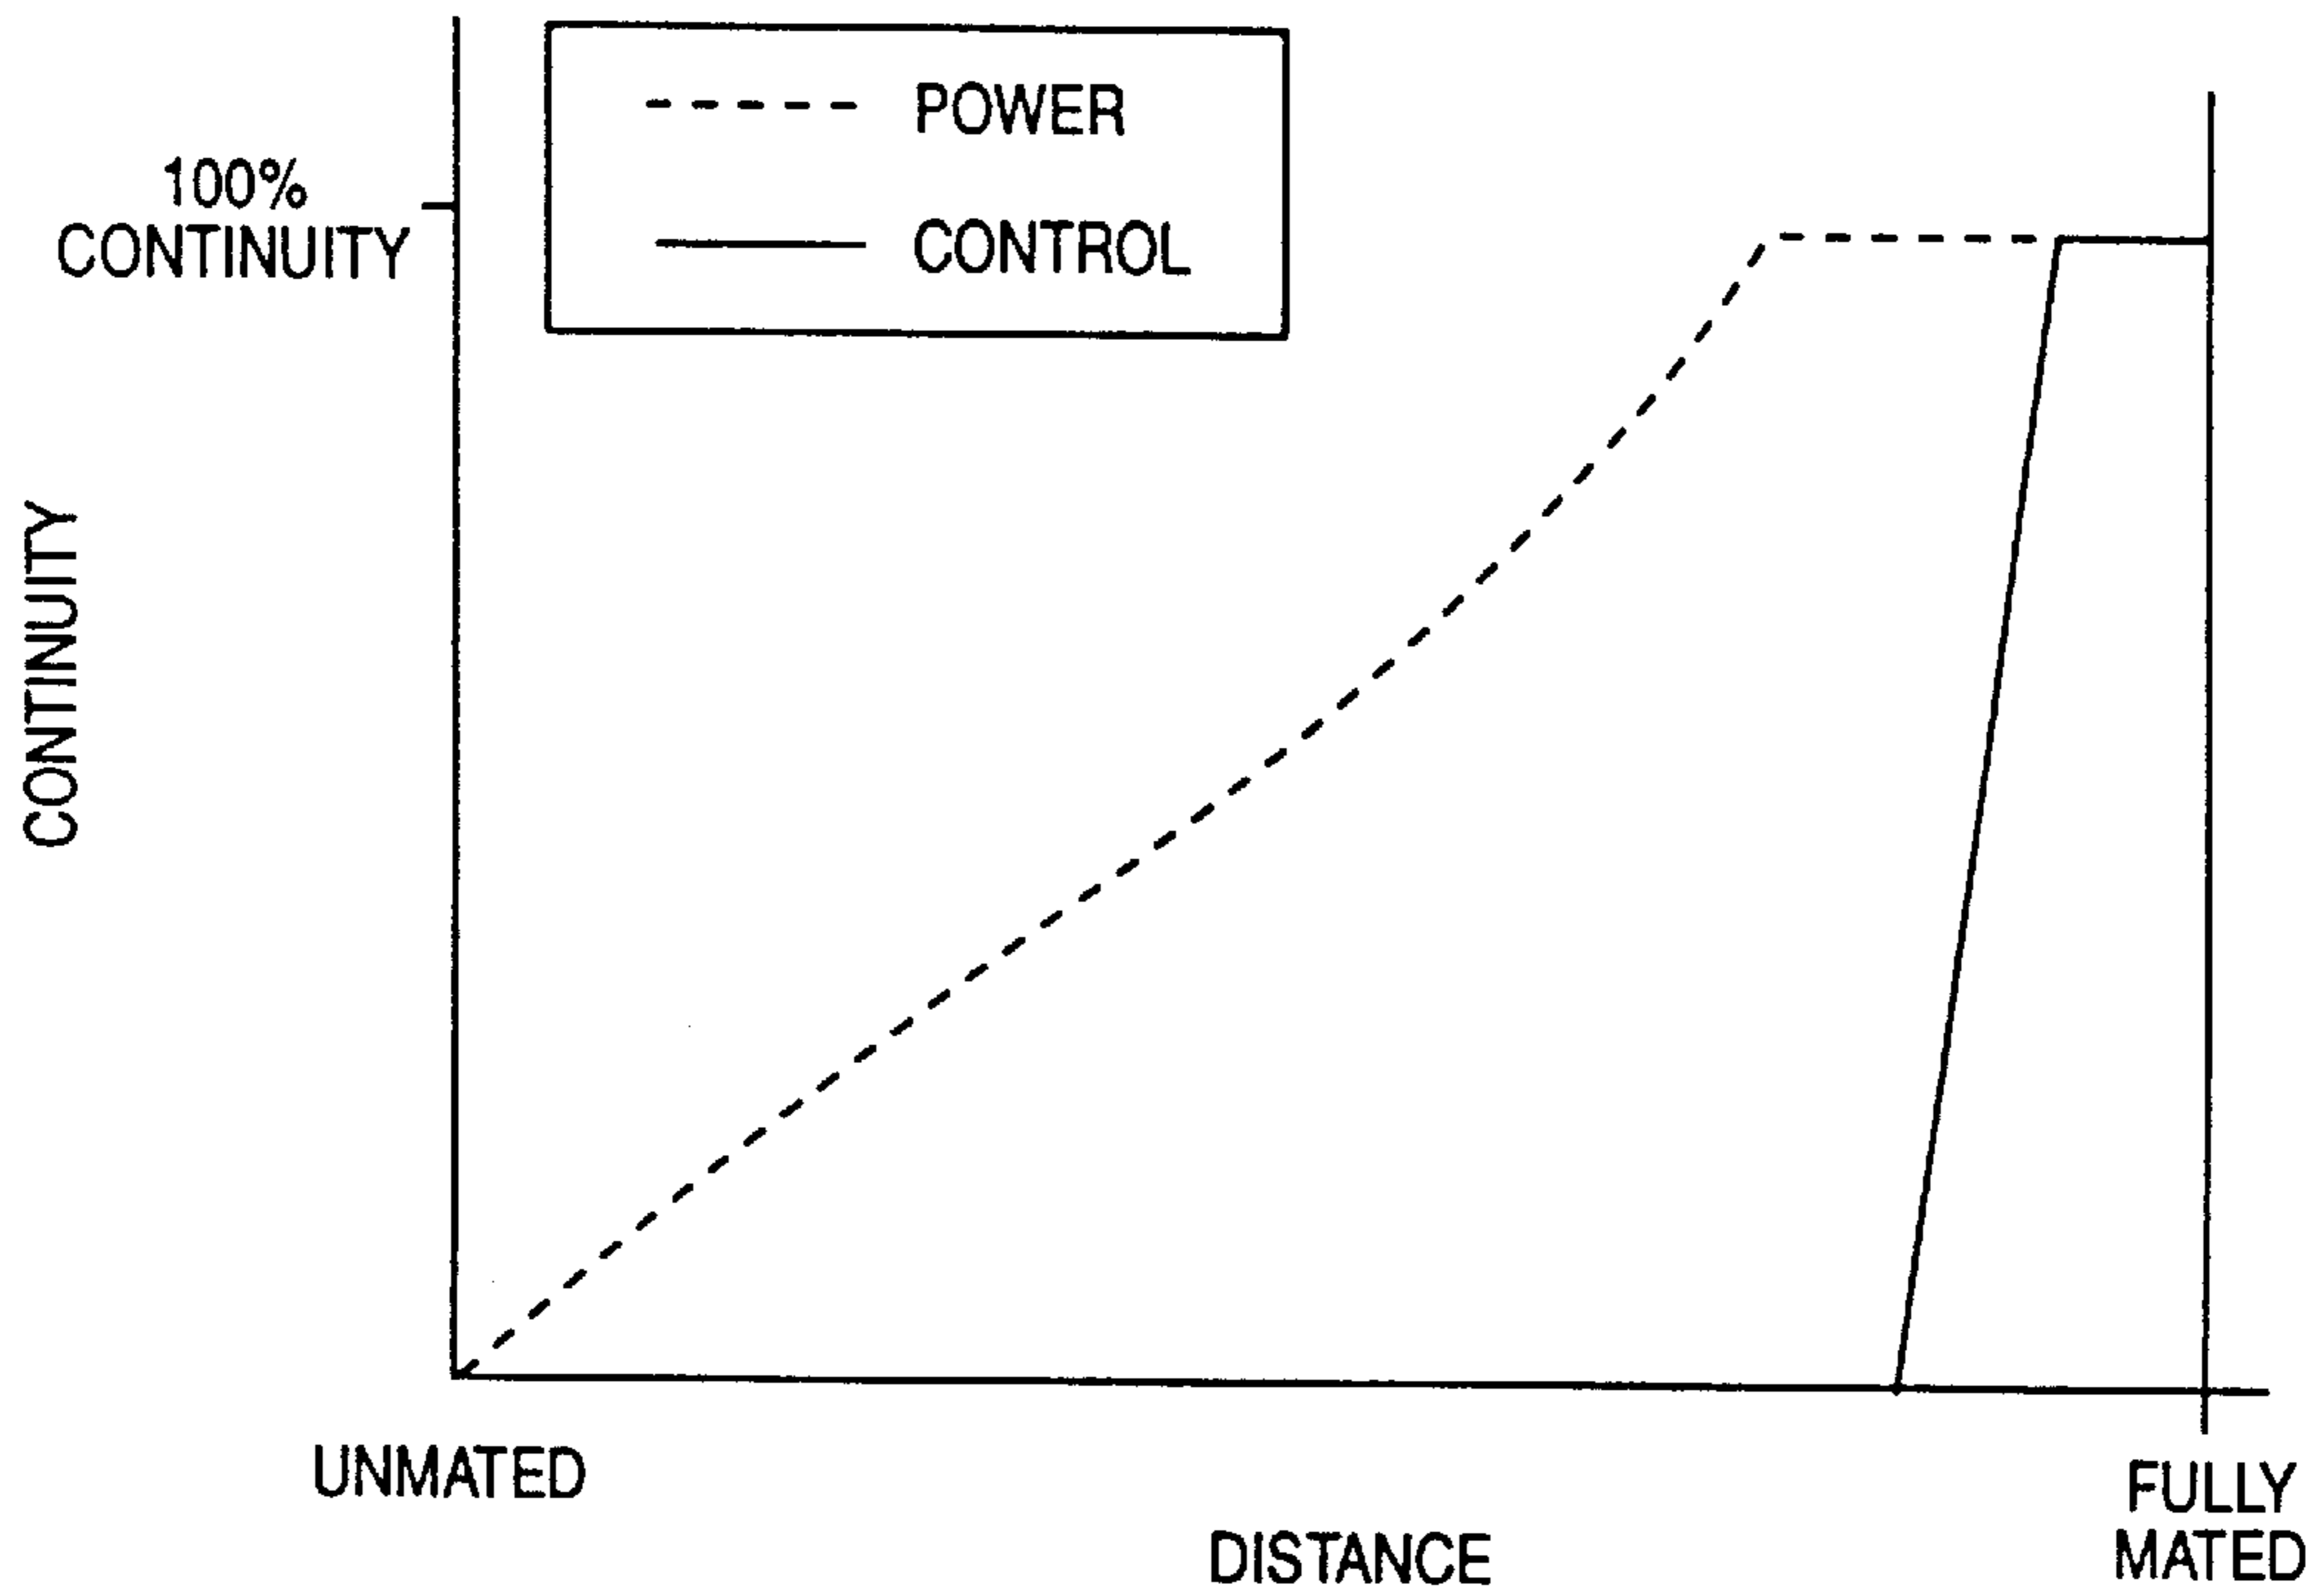 POWER
CONTROL
100%
CONTINUITY
CONTINUITY
UNMATED
FULLY
MATED
DISTANCE